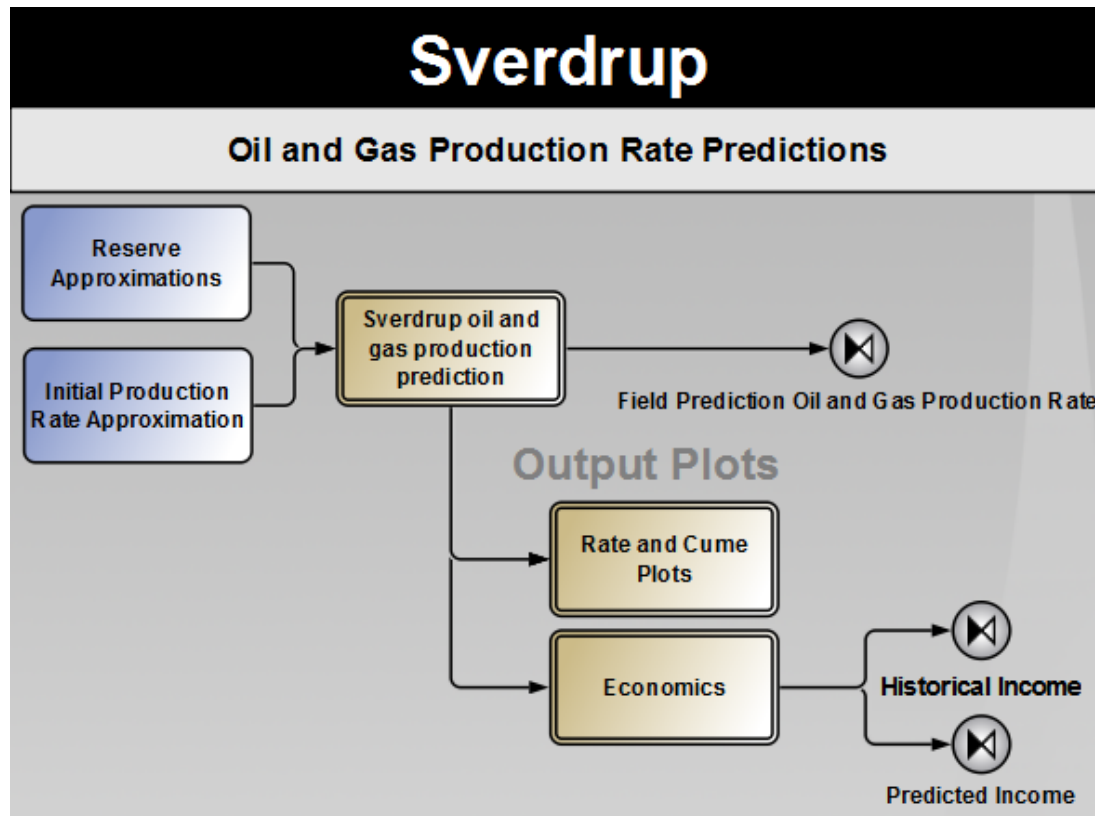 Sverdrup
Oil and Gas Production Rate Predictions
Reserve
Approximations
Initial Production
Rate Approximation
Sverdrup oil and
gas production
prediction
Field Prediction Oil and Gas Production Rate
Output Plots
Rate and Cume
Plots
Economics
Historical Income
Predicted Income